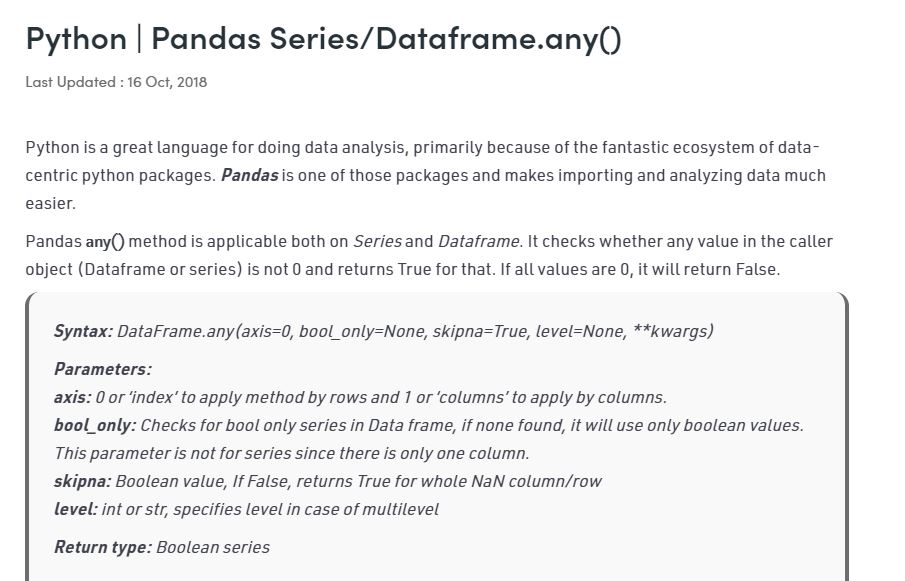 Python | Pandas Series/Dataframe.any()
Last Updated : 16 Oct, 2018
Python is a great language for doing data analysis, primarily because of the fantastic ecosystem of data-
centric python packages. Pandas is one of those packages and makes importing and analyzing data much
easier.
Pandas any() method is applicable both on Series and Dataframe. It checks whether any value in the caller
object (Dataframe or series) is not 0 and returns True for that. If all values are 0, it will return False.
Syntax: DataFrame.any(axis=0, bool_only=None, skipna=True, level=None, **kwargs)
Parameters:
axis: 0 or ‘index’ to apply method by rows and 1 or ‘columns’ to apply by columns.
bool_only: Checks for bool only series in Data frame, if none found, it will use only boolean values.
This parameter is not for series since there is only one column.
skipna: Boolean value, If False, returns True for whole NaN column/row
level: int or str, specifies level in case of multilevel
Return type: Boolean series